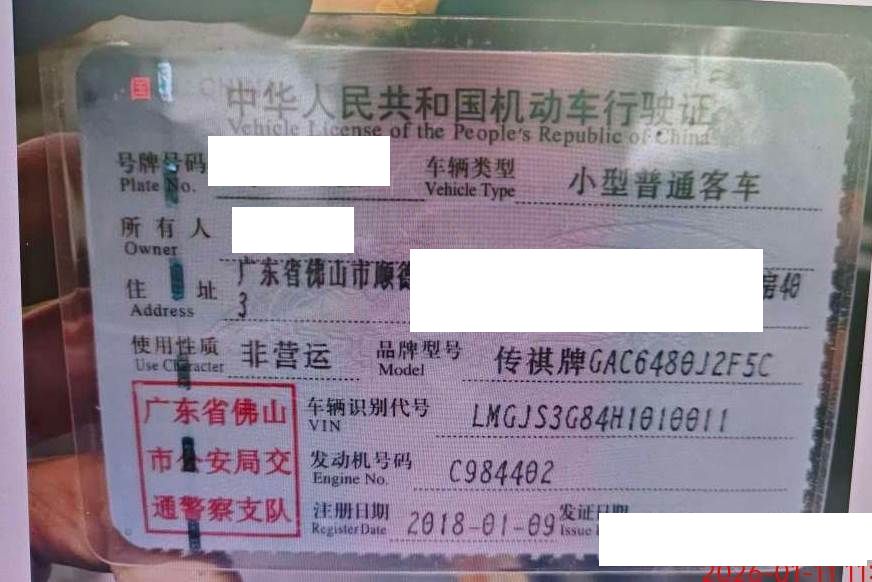 中华人民共和国机动车行驶证
Vehicle License of the People's Republic of China
号牌号码 车辆类型 小型普通客车
Plate No. Vehicle Type
所有人
Owner
住址 广东省佛山市顺德 房40
Address 3
使用性质 非营运 品牌型号 传祺牌GAC6480J2F5C
Use Character Model
广东省佛山 车辆识别代号 LMGJS3G84H1010011
VIN
市公安局交 发动机号码 C984402
Engine No.
通警察支队 注册日期 2018-01-09 发证日期
Register Date Issue